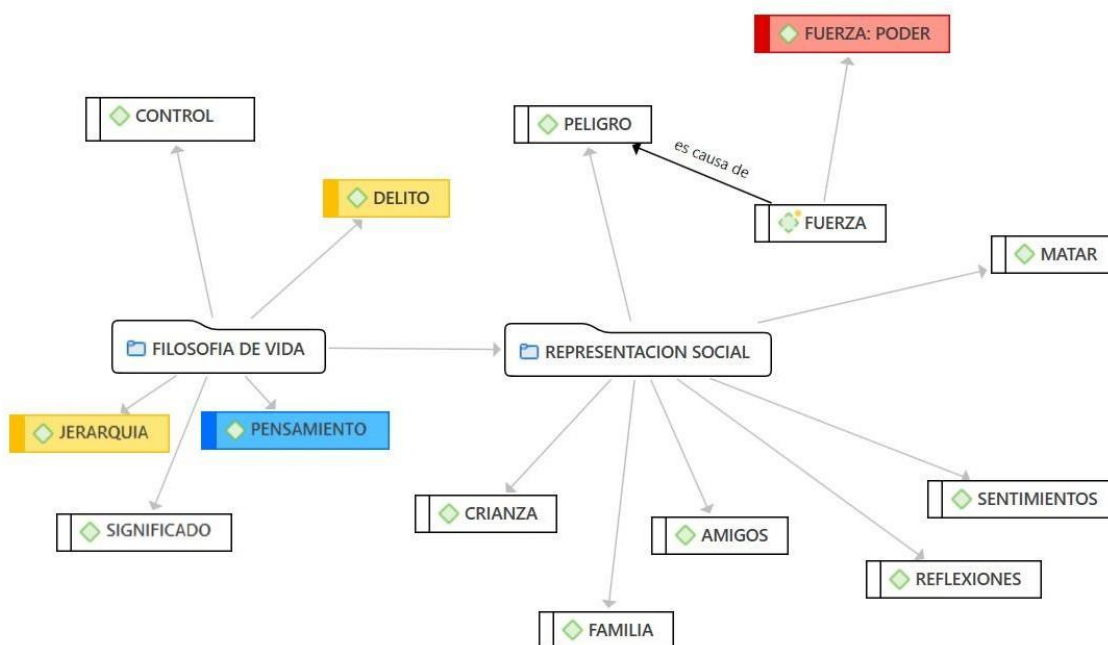 FUERZA: PODER
CONTROL
PELIGRO
es causa de
DELITO
FUERZA
MATAR
FILOSOFIA DE VIDA
REPRESENTACION SOCIAL
JERARQUIA
PENSAMIENTO
SENTIMIENTOS
CRIANZA
SIGNIFICADO
AMIGOS
REFLEXIONES
FAMILIA